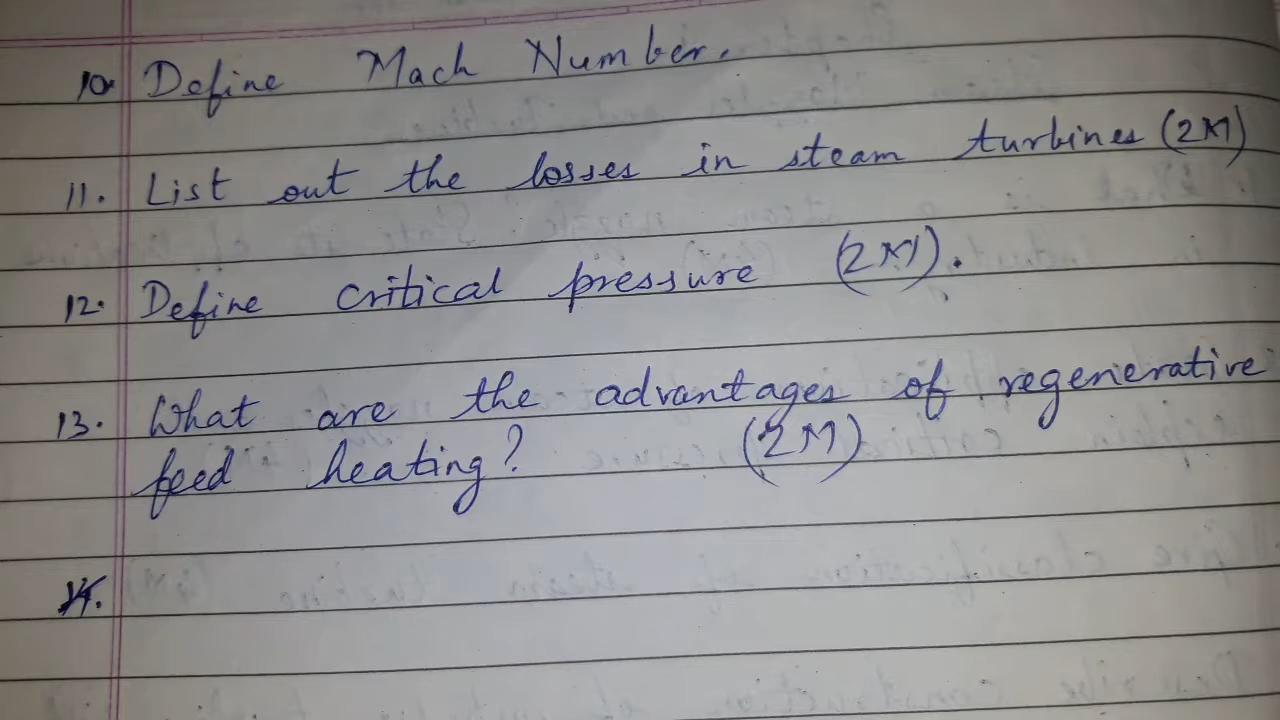 10. Define Mach Number.
11. List out the losses in steam turbines (2M)
12. Define critical pressure (2M).
13. What are the advantages of regenerative
feed heating? (2M)
14.